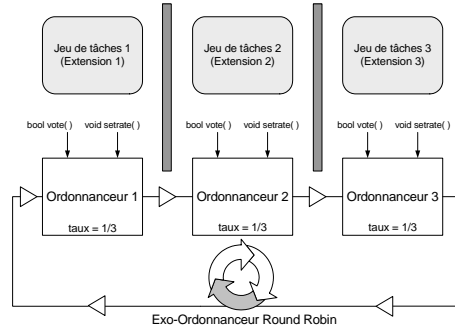 Jeu de tâches 1
(Extension 1)
Jeu de tâches 2
(Extension 2)
Jeu de tâches 3
(Extension 3)
bool vote( )
void setrate( )
bool vote( )
void setrate( )
bool vote( )
void setrate( )
Ordonnanceur 1
taux = 1/3
Ordonnanceur 2
taux = 1/3
Ordonnanceur 3
taux = 1/3
Exo-Ordonnanceur Round Robin